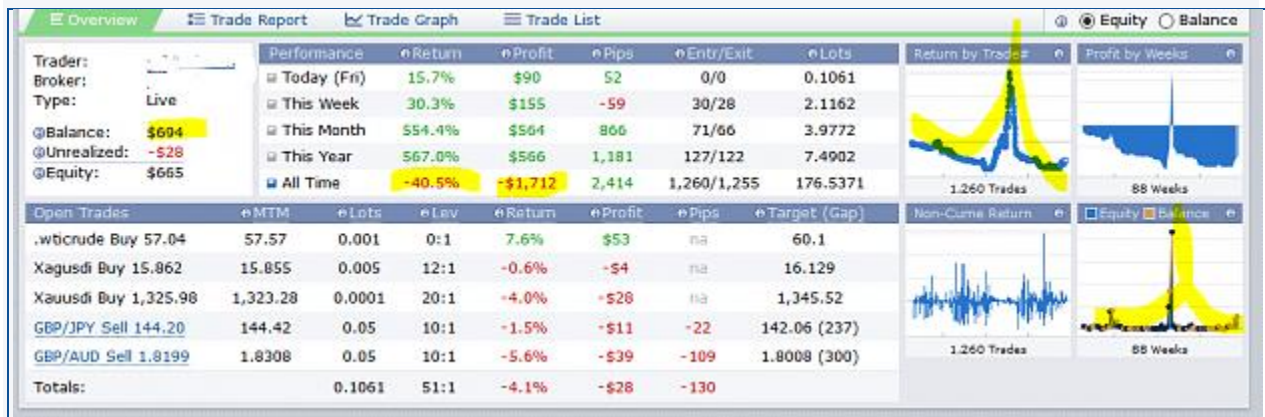 Overview Trade Report Trade Graph Trade List Equity Balance
Trader:
Broker:
Type: Live
Balance: $694
Unrealized: -$28
Equity: $665
Performance Return Profit Pips Entr/Exit Lots
Today (Fri) 15.7% $90 52 0/0 0.1061
This Week 30.3% $155 -59 30/28 2.1162
This Month 554.4% $564 866 71/66 3.9772
This Year 567.0% $566 1,181 127/122 7.4902
All Time -40.5% -$1,712 2,414 1,260/1,255 176.5371
Return by Trade#
1.260 Trades
Profit by Weeks
88 Weeks
Open Trades MTM Lots Lev Return Profit Pips Target (Gap)
.wticrude Buy 57.04 57.57 0.001 0:1 7.6% $53 na 60.1
Xagusdi Buy 15.862 15.855 0.005 12:1 -0.6% -$4 na 16.129
Xauusdi Buy 1,325.98 1,323.28 0.0001 20:1 -4.0% -$28 na 1,345.52
GBP/JPY Sell 144.20 144.42 0.05 10:1 -1.5% -$11 -22 142.06 (237)
GBP/AUD Sell 1.8199 1.8308 0.05 10:1 -5.6% -$39 -109 1.8008 (300)
Totals: 0.1061 51:1 -4.1% -$28 -130
Non-Cume Return
1.260 Trades
Equity Balance
88 Weeks